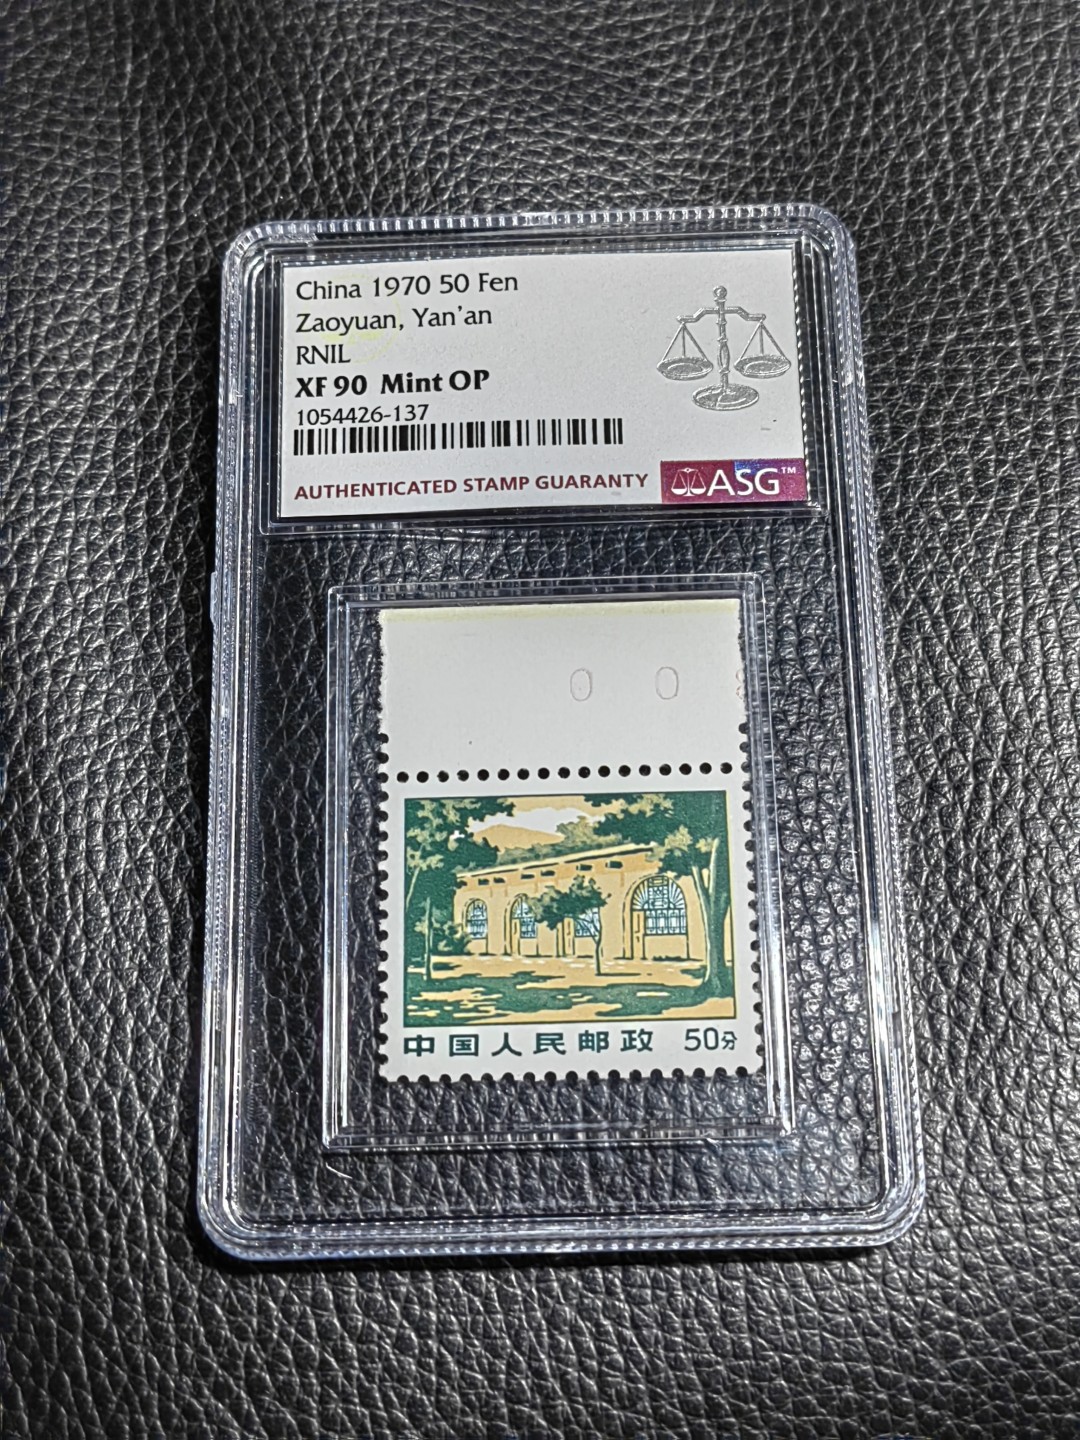 China 1970 50 Fen
Zaoyuan, Yan'an
RNIL
XF 90 Mint OP
1054426-137
AUTHENTICATED STAMP GUARANTY
ASG™
0 0
中国人民邮政 50分